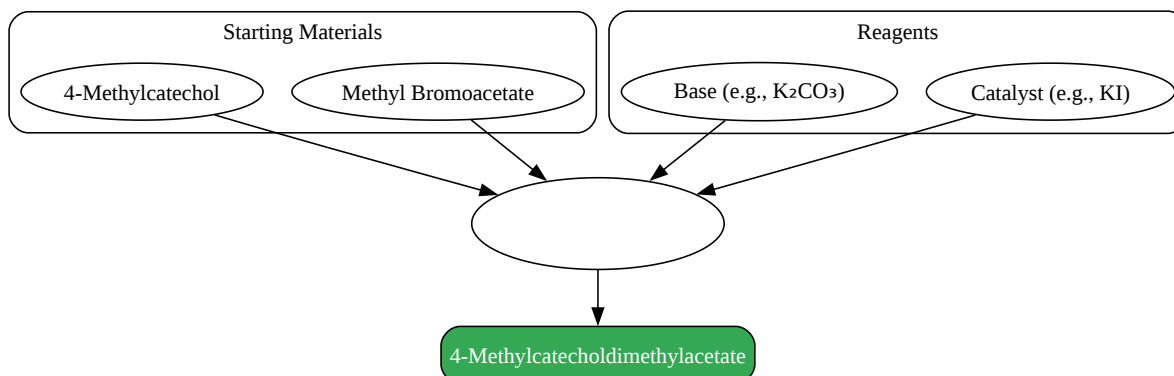 Starting Materials
Reagents
4-Methylcatechol
Methyl Bromoacetate
Base (e.g., K₂CO₃)
Catalyst (e.g., KI)
4-Methylcatecholdimethylacetate